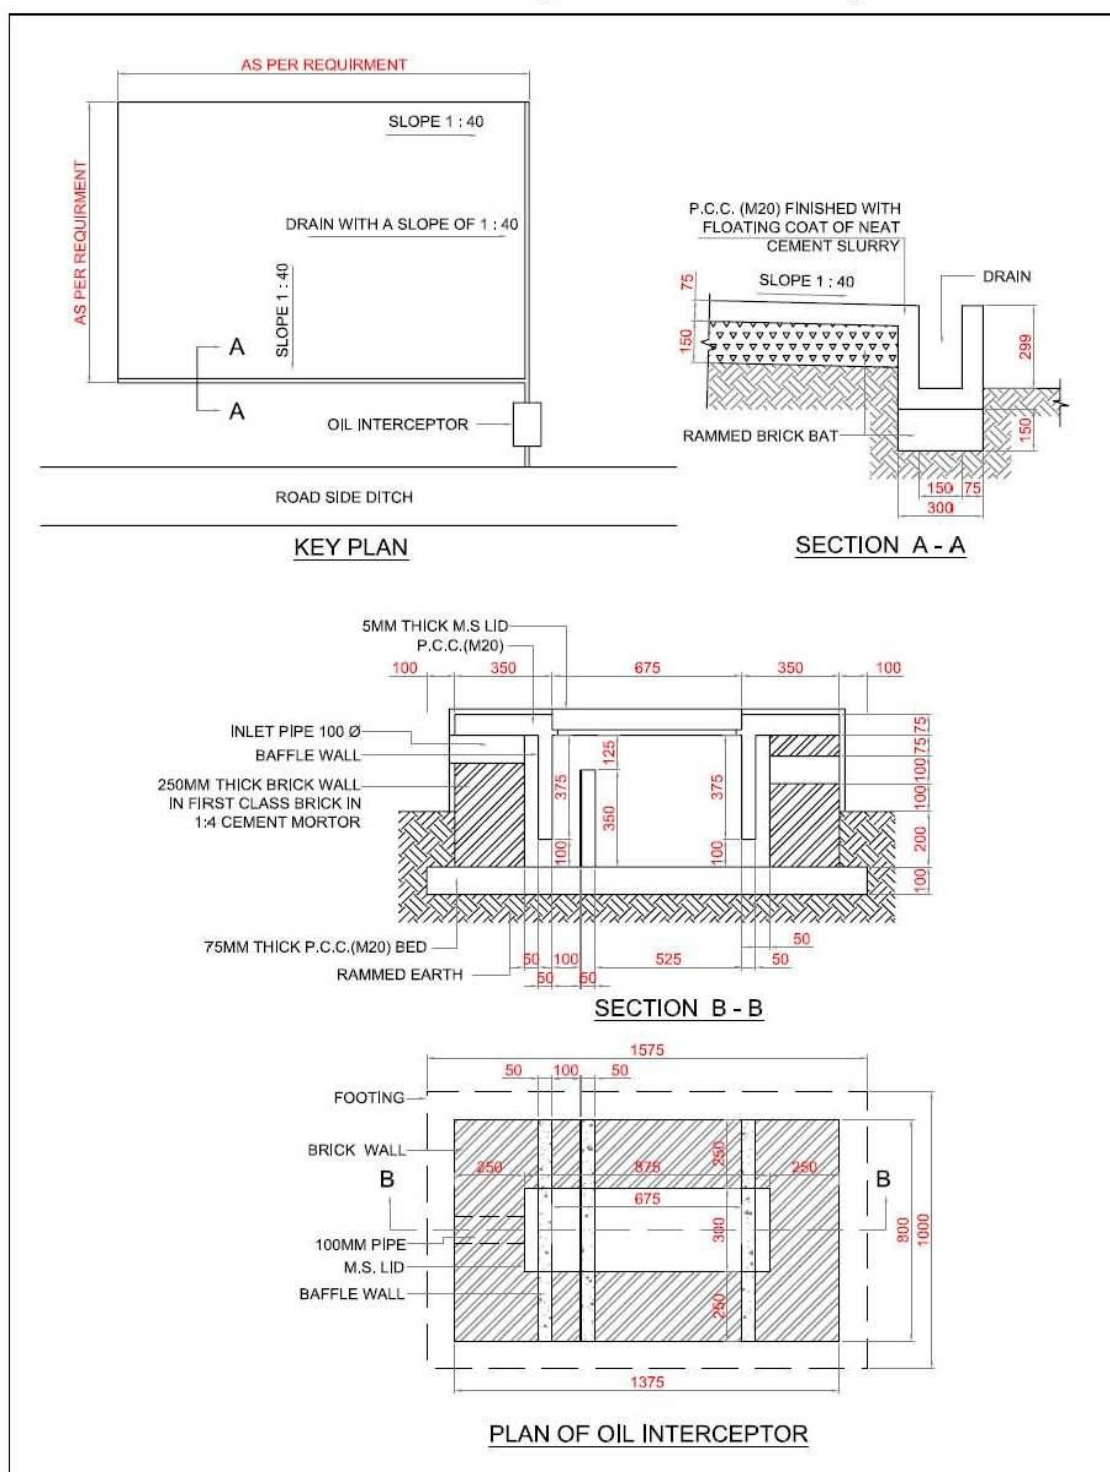 AS PER REQUIRMENT
SLOPE 1 : 40
AS PER REQUIRMENT
DRAIN WITH A SLOPE OF 1 : 40
SLOPE 1 : 40
A
A
OIL INTERCEPTOR
ROAD SIDE DITCH
KEY PLAN
P.C.C. (M20) FINISHED WITH
FLOATING COAT OF NEAT
CEMENT SLURRY
SLOPE 1 : 40
DRAIN
75
150
299
RAMMED BRICK BAT
150
150 75
300
SECTION A - A
5MM THICK M.S LID
P.C.C.(M20)
100 350 675 350 100
INLET PIPE 100 Ø
BAFFLE WALL
250MM THICK BRICK WALL
IN FIRST CLASS BRICK IN
1:4 CEMENT MORTOR
375
125
350
375
100
100
75
75
100
100
200
100
75MM THICK P.C.C.(M20) BED
RAMMED EARTH
50
50 100 525 50
50 50
SECTION B - B
1575
50 100 50
FOOTING
BRICK WALL
250 875 250
250
B B
675
300
800
1000
100MM PIPE
M.S. LID
BAFFLE WALL
250
1375
PLAN OF OIL INTERCEPTOR